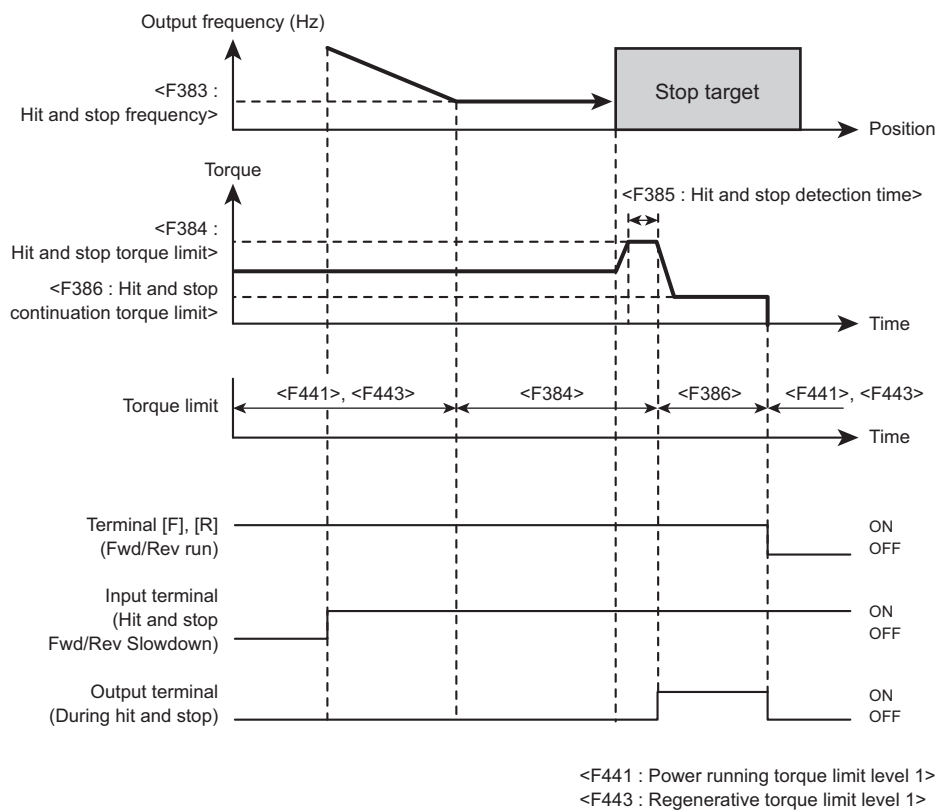 Output frequency (Hz)
<F383 :
Hit and stop frequency>
Stop target
Position
Torque
<F385 : Hit and stop detection time>
<F384 :
Hit and stop torque limit>
<F386 : Hit and stop
continuation torque limit>
Time
Torque limit
<F441>, <F443>
<F384>
<F386>
<F441>, <F443>
Time
Terminal [F], [R]
(Fwd/Rev run)
ON
OFF
Input terminal
(Hit and stop
Fwd/Rev Slowdown)
ON
OFF
Output terminal
(During hit and stop)
ON
OFF
<F441 : Power running torque limit level 1>
<F443 : Regenerative torque limit level 1>